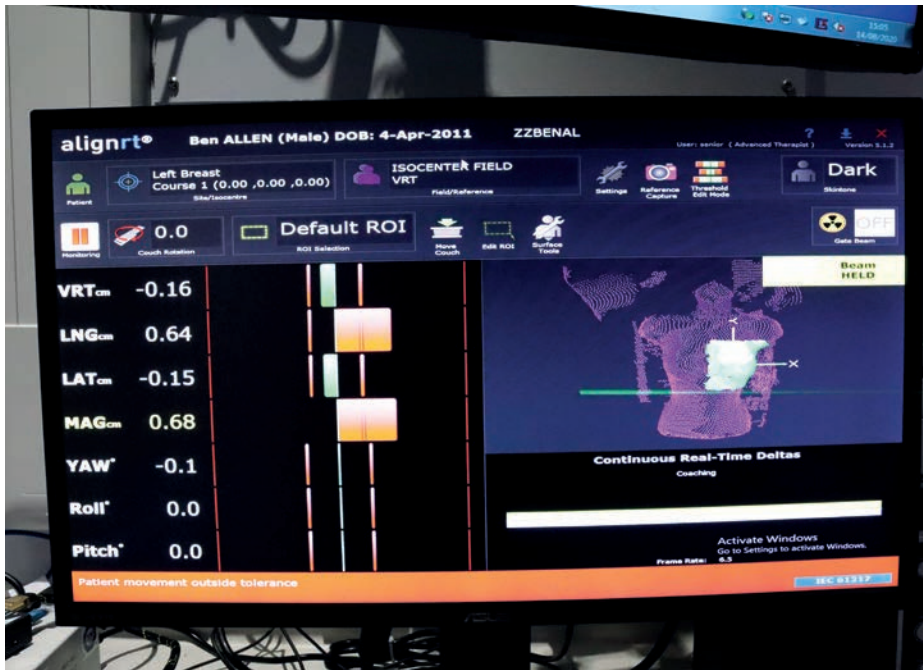 15:05
14/08/2020
alignrt® Ben ALLEN (Male) DOB: 4-Apr-2011 ZZBENAL
User: senior ( Advanced Therapist ) Version 5.1.2
Patient
Left Breast
Course 1 (0.00 ,0.00 ,0.00)
Site/Isocentre
ISOCENTER FIELD
VRT
Field/Reference
Settings
Reference
Capture
Threshold
Edit Mode
Dark
Skintone
Monitoring
0.0
Couch Rotation
Default ROI
ROI Selection
Move
Couch
Edit ROI
Surface
Tools
OFF
Gate Beam
Beam
HELD
VRTcm -0.16
LNGcm 0.64
LATcm -0.15
MAGcm 0.68
YAW° -0.1
Roll° 0.0
Pitch° 0.0
Y
X
Continuous Real-Time Deltas
Coaching
Activate Windows
Go to Settings to activate Windows.
Frame Rate: 6.5
Patient movement outside tolerance
IEC 61217